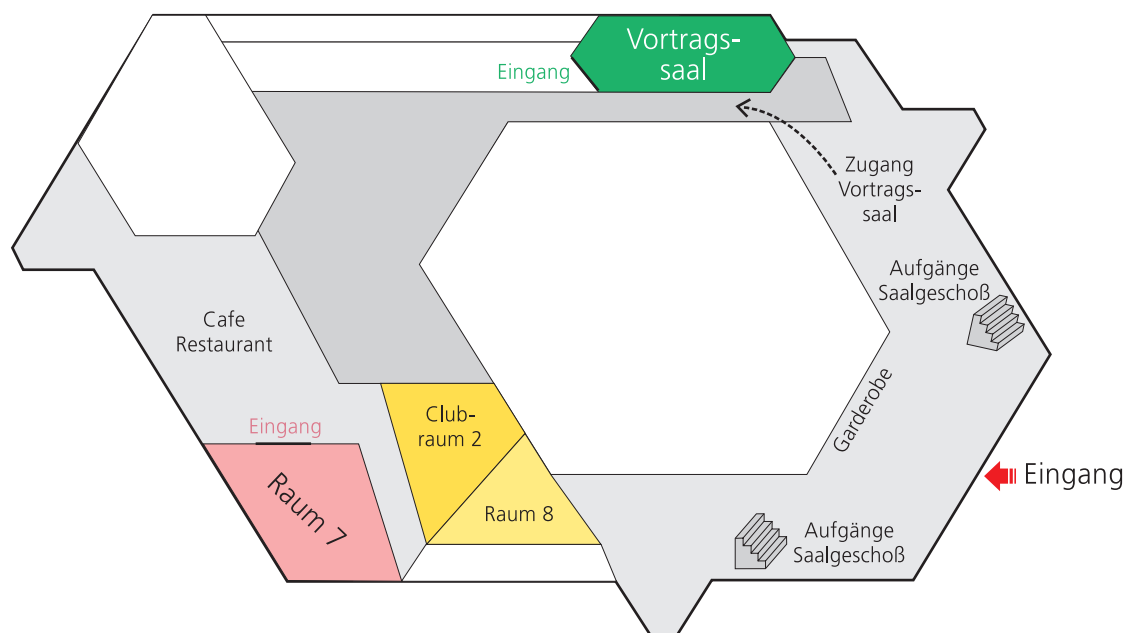 Vortrags-
saal
Eingang
Zugang
Vortrags-
saal
Aufgänge
Saalgeschoß
Cafe
Restaurant
Garderobe
Club-
raum 2
Eingang
Raum 7
Raum 8
Eingang
Aufgänge
Saalgeschoß